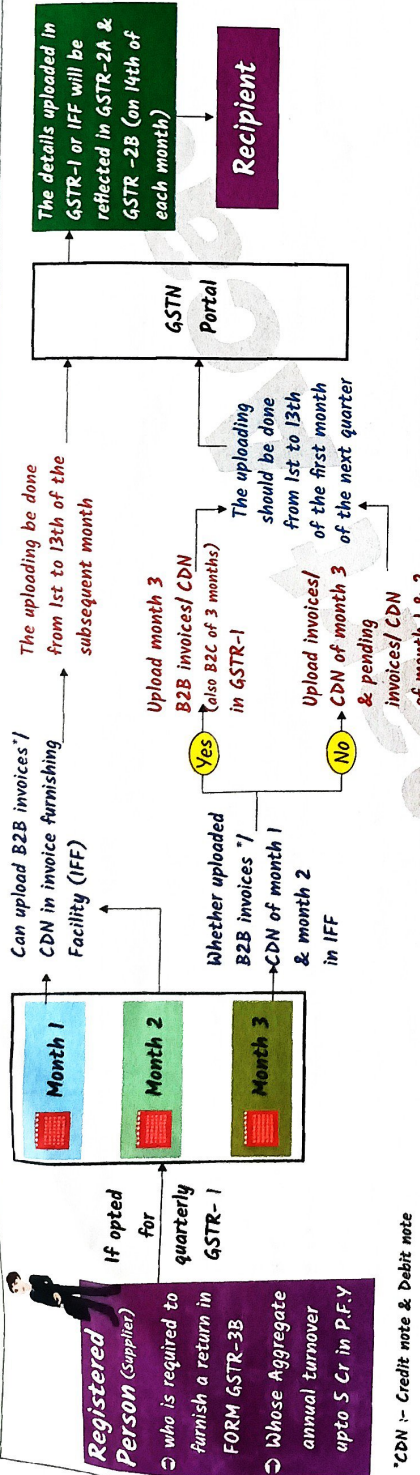 Registered
Person (Supplier)
➲ who is required to
furnish a return in
FORM GSTR-3B
➲ Whose Aggregate
annual turnover
upto 5 Cr in P.F.Y
*CDN :- Credit note & Debit note
If opted
for
quarterly
GSTR-1
Month 1
Month 2
Month 3
Can upload B2B invoices*/
CDN in invoice furnishing
Facility (IFF)
The uploading be done
from 1st to 13th of the
subsequent month
Whether uploaded
B2B invoices */
CDN of month 1
& month 2
in IFF
Yes
Upload month 3
B2B invoices/ CDN
(also B2C of 3 months)
in GSTR-1
No
Upload invoices/
CDN of month 3
& pending
invoices/ CDN
The uploading
should be done
from 1st to 13th
of the first month
of the next quarter
GSTN
Portal
The details uploaded in
GSTR-1 or IFF will be
reflected in GSTR-2A &
GSTR -2B (on 14th of
each month)
Recipient